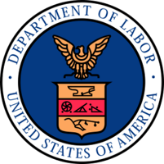 DEPARTMENT OF LABOR
UNITED STATES OF AMERICA